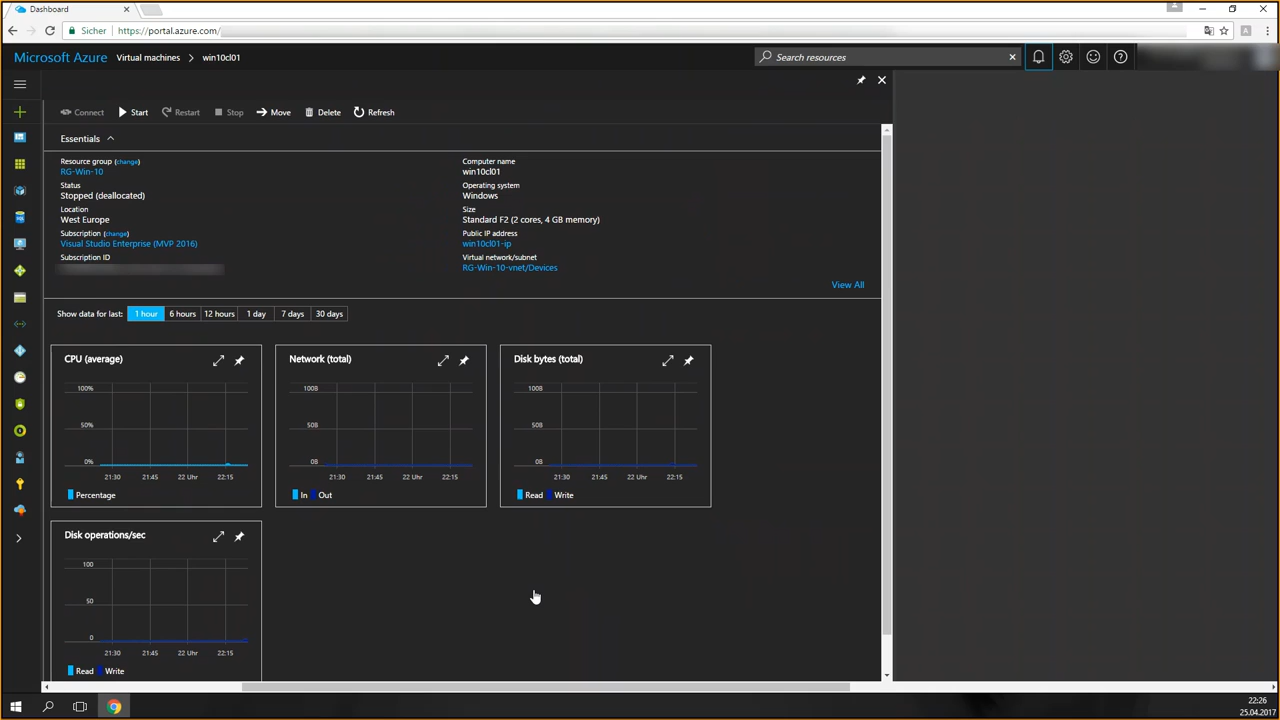 Dashboard
Sicher https://portal.azure.com/
Microsoft Azure Virtual machines > win10cl01 Search resources
Connect Start Restart Stop Move Delete Refresh
Essentials
Resource group (change) Computer name
RG-Win-10 win10cl01
Status Operating system
Stopped (deallocated) Windows
Location Size
West Europe Standard F2 (2 cores, 4 GB memory)
Subscription (change) Public IP address
Visual Studio Enterprise (MVP 2016) win10cl01-ip
Subscription ID Virtual network/subnet
RG-Win-10-vnet/Devices
View All
Show data for last: 1 hour 6 hours 12 hours 1 day 7 days 30 days
CPU (average) Network (total) Disk bytes (total)
100% 100B 100B
50% 50B 50B
0% 0B 0B
21:30 21:45 22 Uhr 22:15 21:30 21:45 22 Uhr 22:15 21:30 21:45 22 Uhr 22:15
Percentage In Out Read Write
Disk operations/sec
100
50
0
21:30 21:45 22 Uhr 22:15
Read Write
22:26
25.04.2017